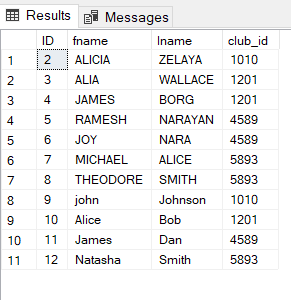 Results Messages
ID fname lname club_id
1 2 ALICIA ZELAYA 1010
2 3 ALIA WALLACE 1201
3 4 JAMES BORG 1201
4 5 RAMESH NARAYAN 4589
5 6 JOY NARA 4589
6 7 MICHAEL ALICE 5893
7 8 THEODORE SMITH 5893
8 9 john Johnson 1010
9 10 Alice Bob 1201
10 11 James Dan 4589
11 12 Natasha Smith 5893